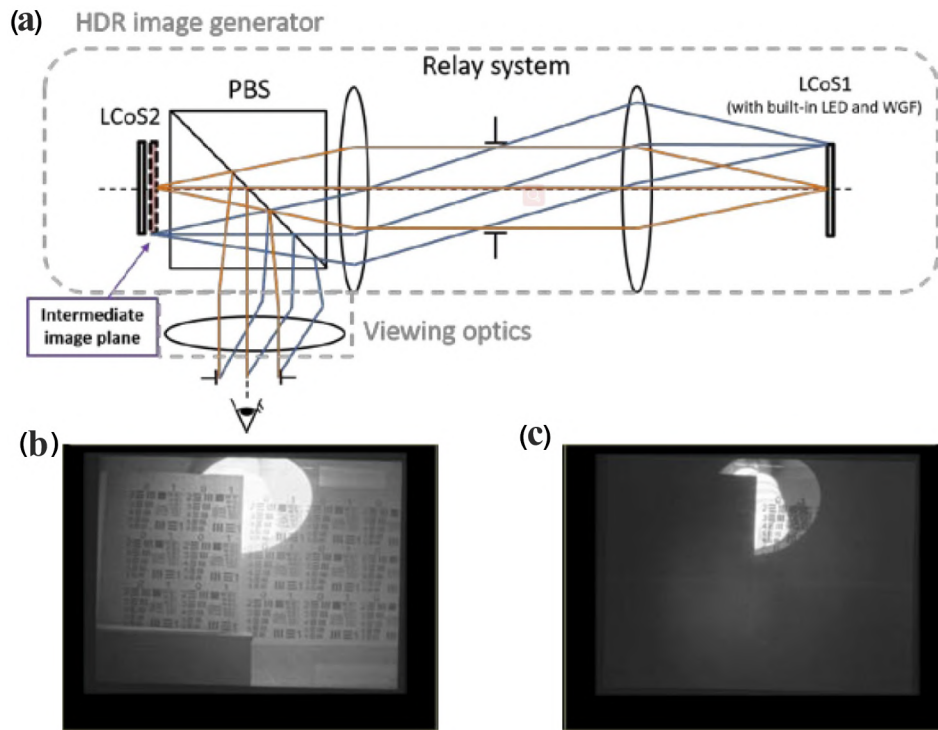 (a)
HDR image generator
Relay system
PBS
LCoS2
LCoS1
(with built-in LED and WGF)
Intermediate
image plane
Viewing optics
(b)
(c)